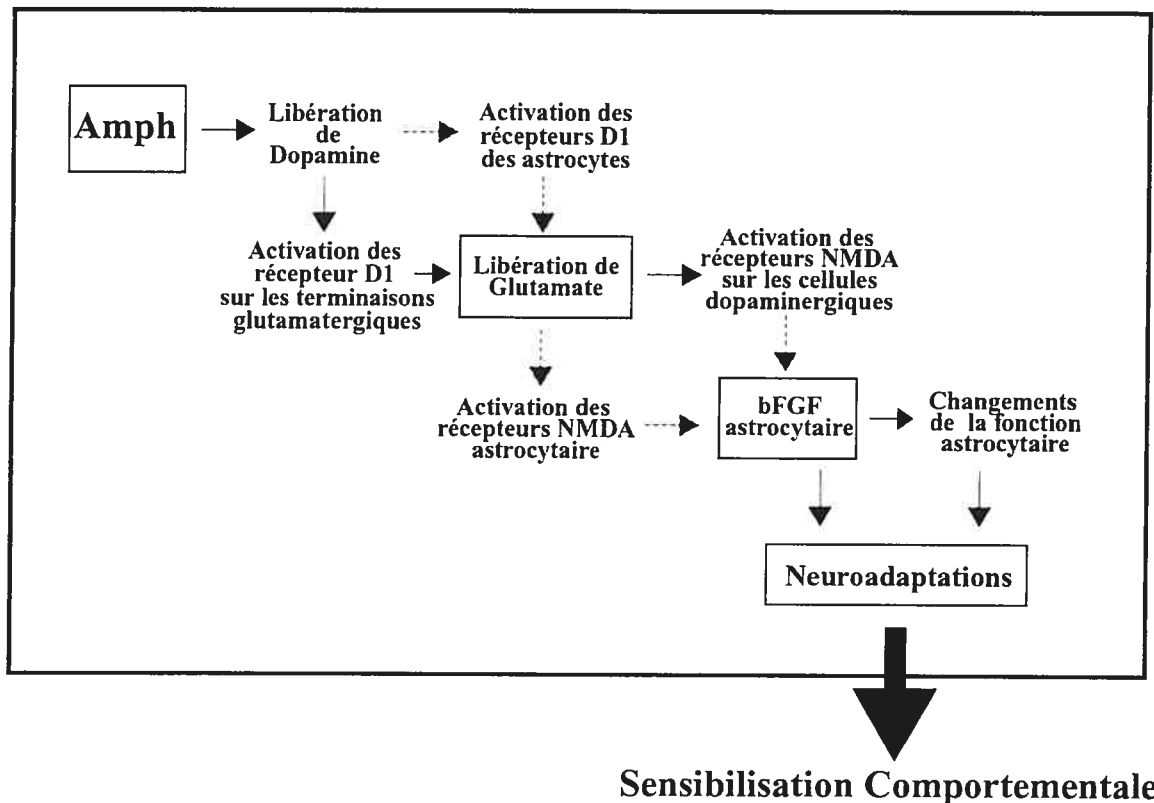 Amph
Libération
de
Dopamine
Activation des
récepteurs D1
des astrocytes
Activation des
récepteur D1
sur les terminaisons
glutamatergiques
Libération de
Glutamate
Activation des
récepteurs NMDA
sur les cellules
dopaminergiques
Activation des
récepteurs NMDA
astrocytaire
bFGF
astrocytaire
Changements
de la fonction
astrocytaire
Neuroadaptations
Sensibilisation Comportementale